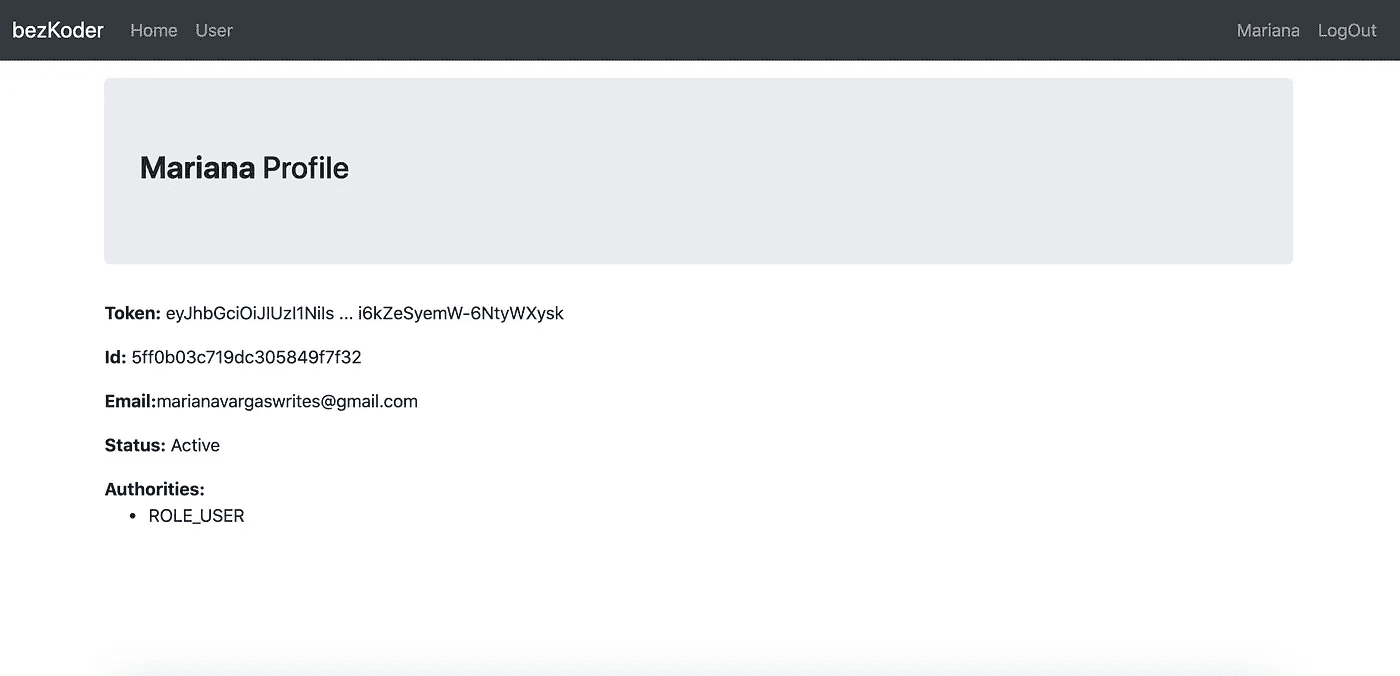 bezKoder Home User Mariana LogOut
Mariana Profile
Token: eyJhbGciOiJIUzI1NiIs ... i6kZeSyemW-6NtyWXysk
Id: 5ff0b03c719dc305849f7f32
Email:marianavargaswrites@gmail.com
Status: Active
Authorities:
• ROLE_USER